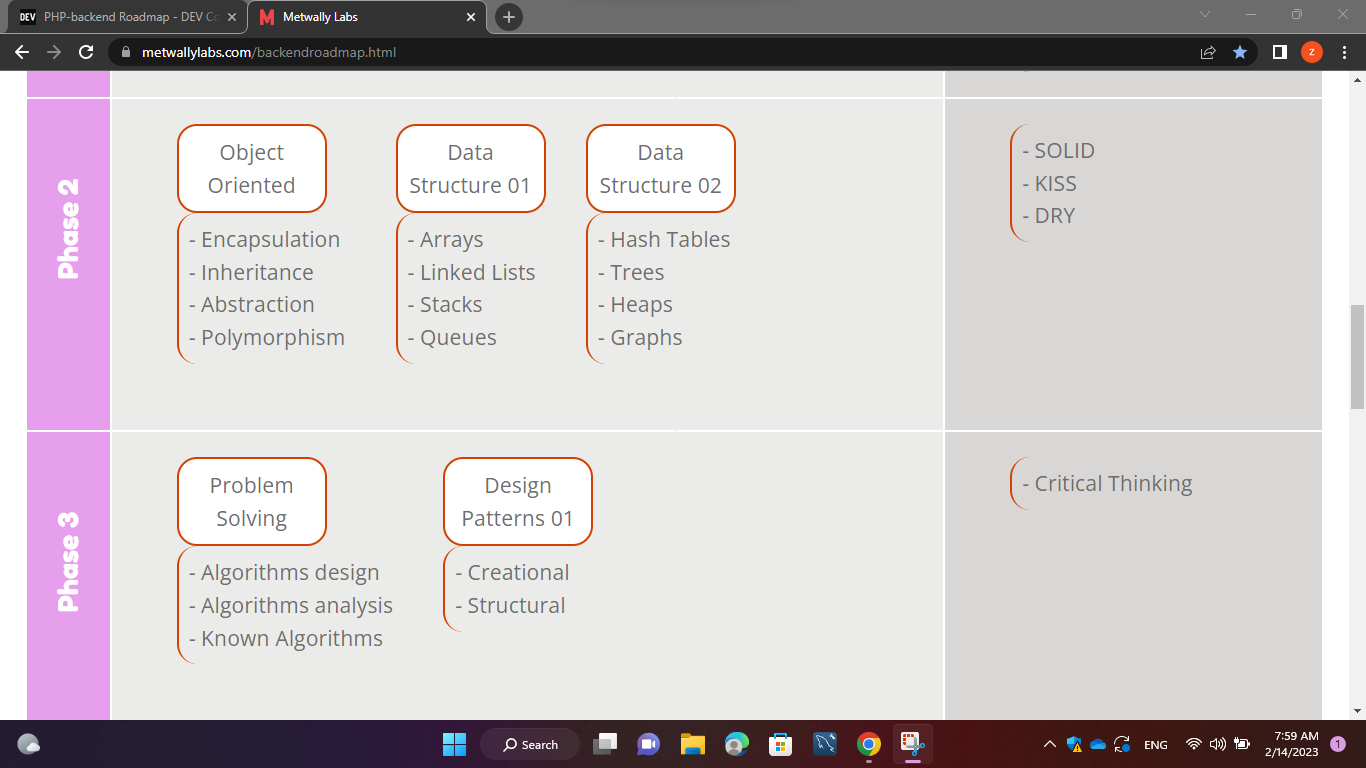 DEV PHP-backend Roadmap - DEV Co
M Metwally Labs
metwallylabs.com/backendroadmap.html
z
Phase 2
Object
Oriented
- Encapsulation
- Inheritance
- Abstraction
- Polymorphism
Data
Structure 01
- Arrays
- Linked Lists
- Stacks
- Queues
Data
Structure 02
- Hash Tables
- Trees
- Heaps
- Graphs
- SOLID
- KISS
- DRY
Phase 3
Problem
Solving
- Algorithms design
- Algorithms analysis
- Known Algorithms
Design
Patterns 01
- Creational
- Structural
- Critical Thinking
Search
ENG
7:59 AM
2/14/2023
1